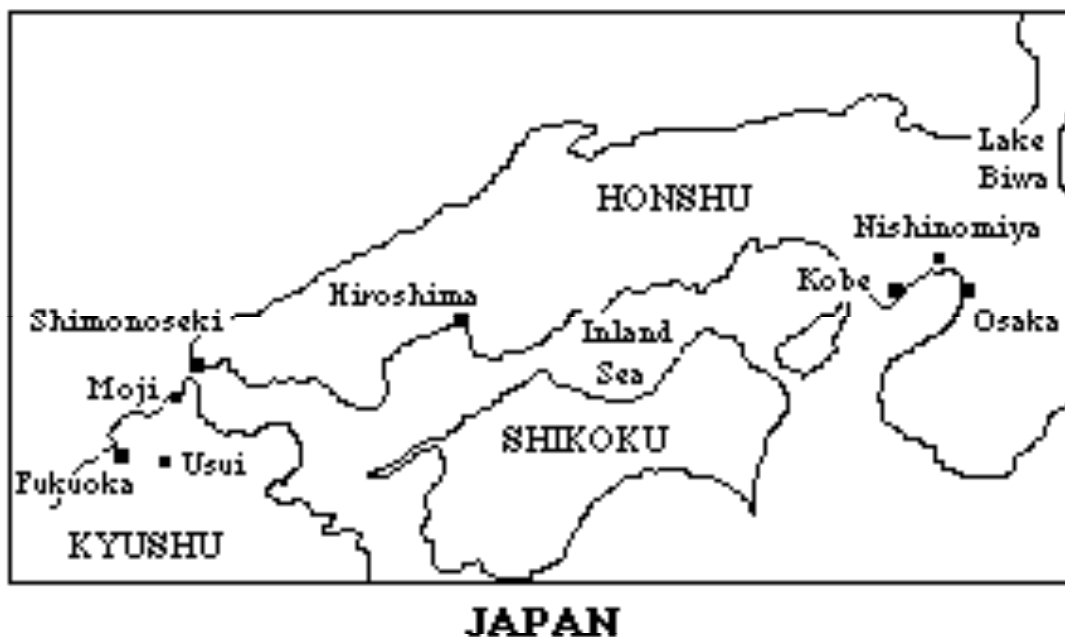 Lake
Biwa
HONSHU
Nishinomiya
Kobe
Hiroshima
Shimonoseki
Inland
Sea
Osaka
Moji
SHIKOKU
Usui
Fukuoka
KYUSHU
JAPAN